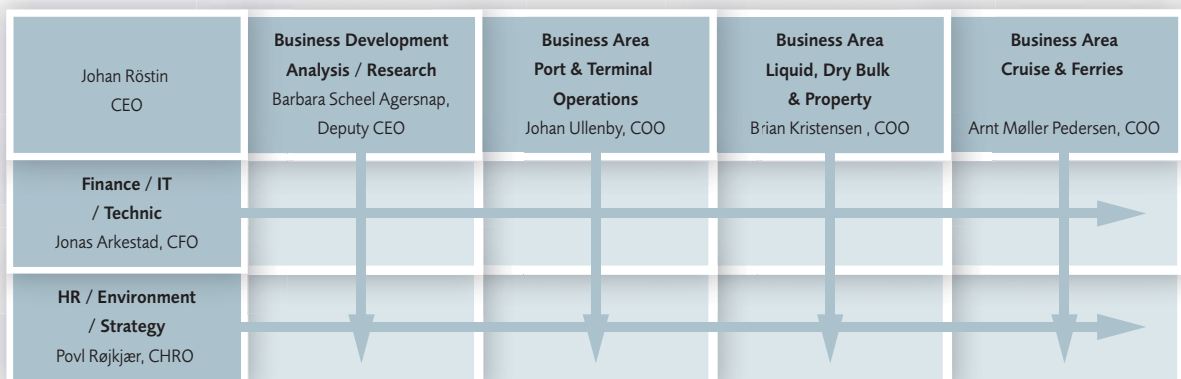 Johan Röstin
CEO
Business Development
Analysis / Research
Barbara Scheel Agersnap,
Deputy CEO
Business Area
Port & Terminal
Operations
Johan Ullenby, COO
Business Area
Liquid, Dry Bulk
& Property
Brian Kristensen , COO
Business Area
Cruise & Ferries
Arnt Møller Pedersen, COO
Finance / IT
/ Technic
Jonas Arkestad, CFO
HR / Environment
/ Strategy
Povl Røjkjær, CHRO